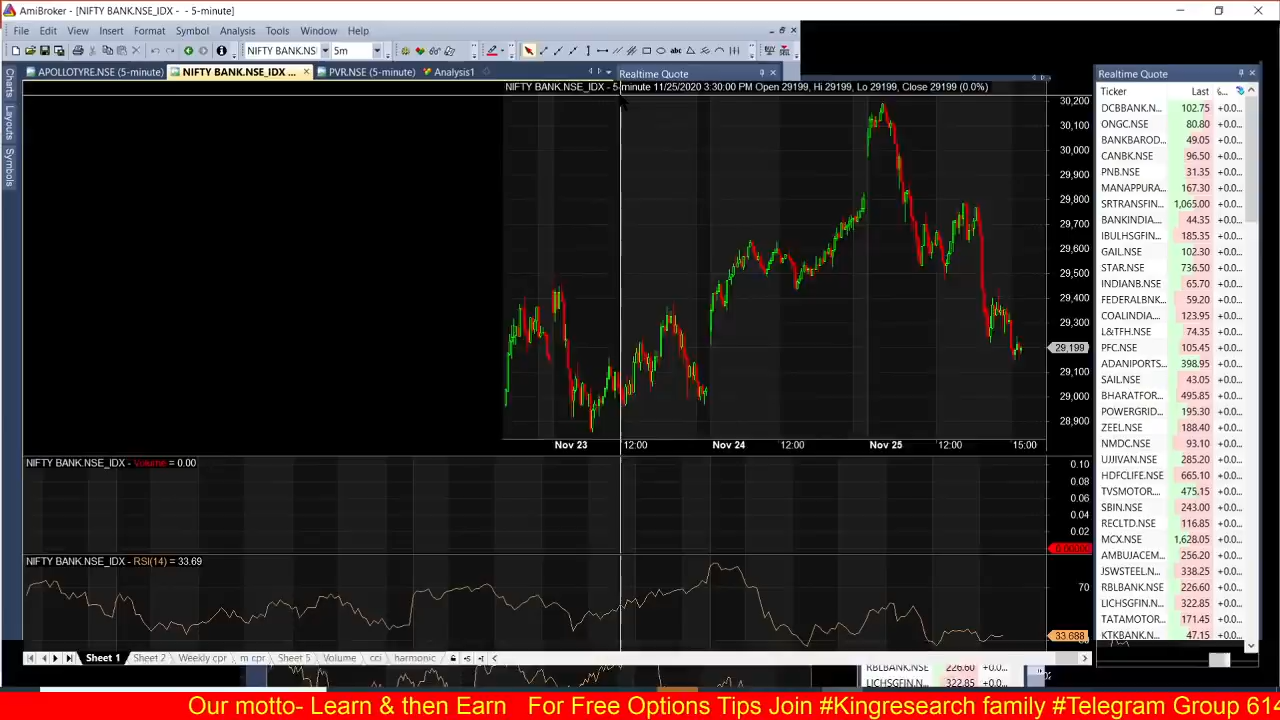 AmiBroker - [NIFTY BANK.NSE_IDX - - 5-minute]
File Edit View Insert Format Symbol Analysis Tools Window Help
NIFTY BANK.NS 5m
APOLLOTYRE.NSE (5-minute) NIFTY BANK.NSE_IDX ... PVR.NSE (5-minute) Analysis1
Realtime Quote
Charts
Layouts
Symbols
NIFTY BANK.NSE_IDX - 5-minute 11/25/2020 3:30:00 PM Open 29199, Hi 29199, Lo 29199, Close 29199 (0.0%)
30,200
30,100
30,000
29,900
29,800
29,700
29,600
29,500
29,400
29,300
29,199
29,100
29,000
28,900
Nov 23 12:00 Nov 24 12:00 Nov 25 12:00 15:00
NIFTY BANK.NSE_IDX - Volume = 0.00
0.10
0.08
0.06
0.04
0.02
NIFTY BANK.NSE_IDX - RSI(14) = 33.69
70
33.688
Sheet 1 Sheet 2 Weekly cpr m cpr Sheet 5 Volume cci harmonic
Realtime Quote
Ticker Last
DCBBANK.N... 102.75 +0.0...
ONGC.NSE 80.80 +0.0...
BANKBAROD... 49.05 +0.0...
CANBK.NSE 96.50 +0.0...
PNB.NSE 31.35 +0.0...
MANAPPURA... 167.30 +0.0...
SRTRANSFIN... 1,065.00 +0.0...
BANKINDIA... 44.35 +0.0...
IBULHSGFIN... 185.35 +0.0...
GAIL.NSE 102.30 +0.0...
STAR.NSE 736.50 +0.0...
INDIANB.NSE 65.70 +0.0...
FEDERALBNK... 59.20 +0.0...
COALINDIA... 123.95 +0.0...
L&TFH.NSE 74.35 +0.0...
PFC.NSE 105.45 +0.0...
ADANIPORTS... 398.95 +0.0...
SAIL.NSE 43.05 +0.0...
BHARATFOR... 495.85 +0.0...
POWERGRID... 195.30 +0.0...
ZEEL.NSE 188.40 +0.0...
NMDC.NSE 93.10 +0.0...
UJJIVAN.NSE 285.20 +0.0...
HDFCLIFE.NSE 665.10 +0.0...
TVSMOTOR.... 475.15 +0.0...
SBIN.NSE 243.00 +0.0...
RECLTD.NSE 116.85 +0.0...
MCX.NSE 1,628.05 +0.0...
AMBUJACEM... 256.20 +0.0...
JSWSTEEL.N... 338.25 +0.0...
RBLBANK.NSE 226.60 +0.0...
LICHSGFIN.N... 322.85 +0.0...
TATAMOTOR... 171.45 +0.0...
KTKBANK.N... 47.15 +0.0...
RBLBANK.NSE 226.60
LICHSGFIN.N... 322.85
Our motto- Learn & then Earn For Free Options Tips Join #Kingresearch family #Telegram Group 614